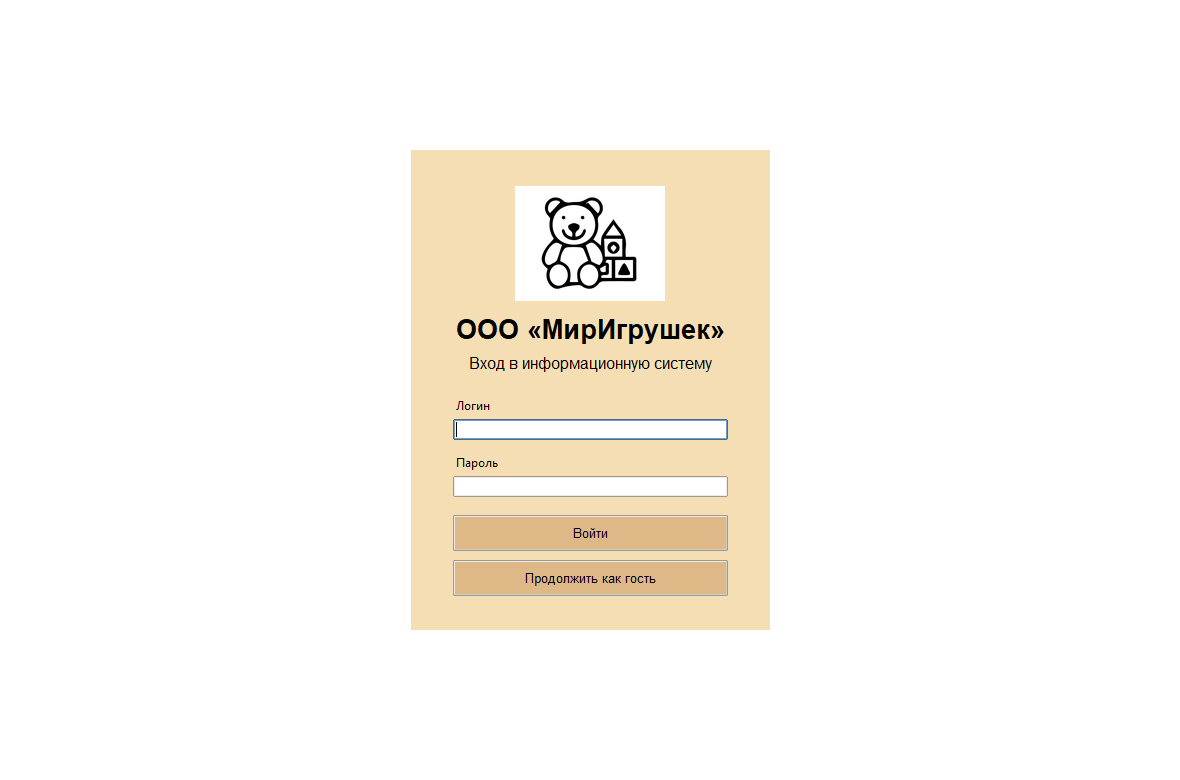 ООО «МирИгрушек»
Вход в информационную систему
Логин
Пароль
Войти
Продолжить как гость